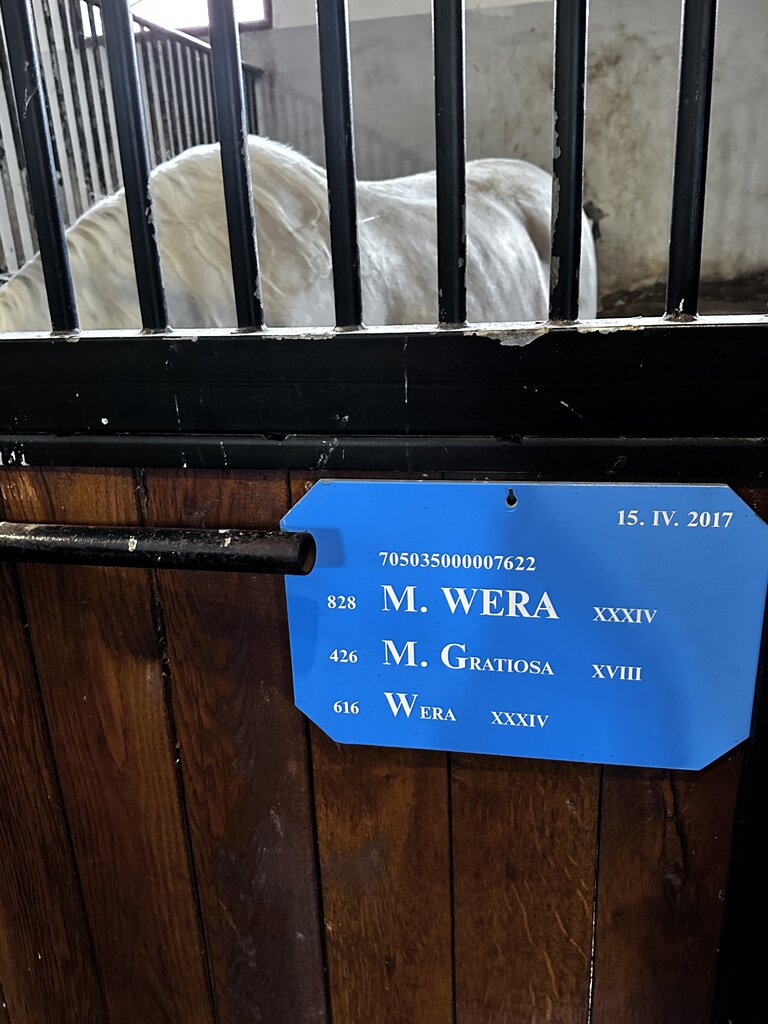 15. IV. 2017
705035000007622
828 M. WERA XXXIV
426 M. GRATIOSA XVIII
616 WERA XXXIV